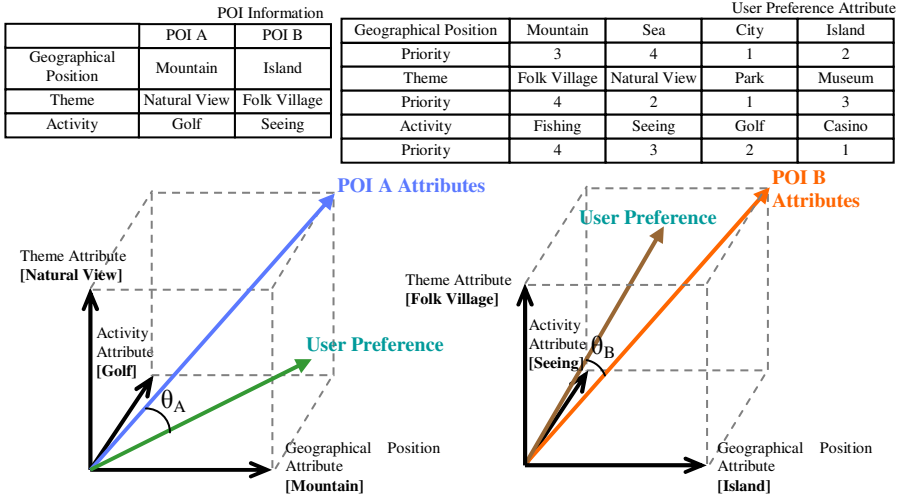 POI Information
POI A POI B
Geographical
Position Mountain Island
Theme Natural View Folk Village
Activity Golf Seeing
User Preference Attribute
Geographical Position Mountain Sea City Island
Priority 3 4 1 2
Theme Folk Village Natural View Park Museum
Priority 4 2 1 3
Activity Fishing Seeing Golf Casino
Priority 4 3 2 1
POI A Attributes
Theme Attribute
[Natural View]
Activity
Attribute
[Golf]
User Preference
θA
Geographical Position
Attribute
[Mountain]
POI B
Attributes
User Preference
Theme Attribute
[Folk Village]
Activity
Attribute
[Seeing]
θB
Geographical Position
Attribute
[Island]